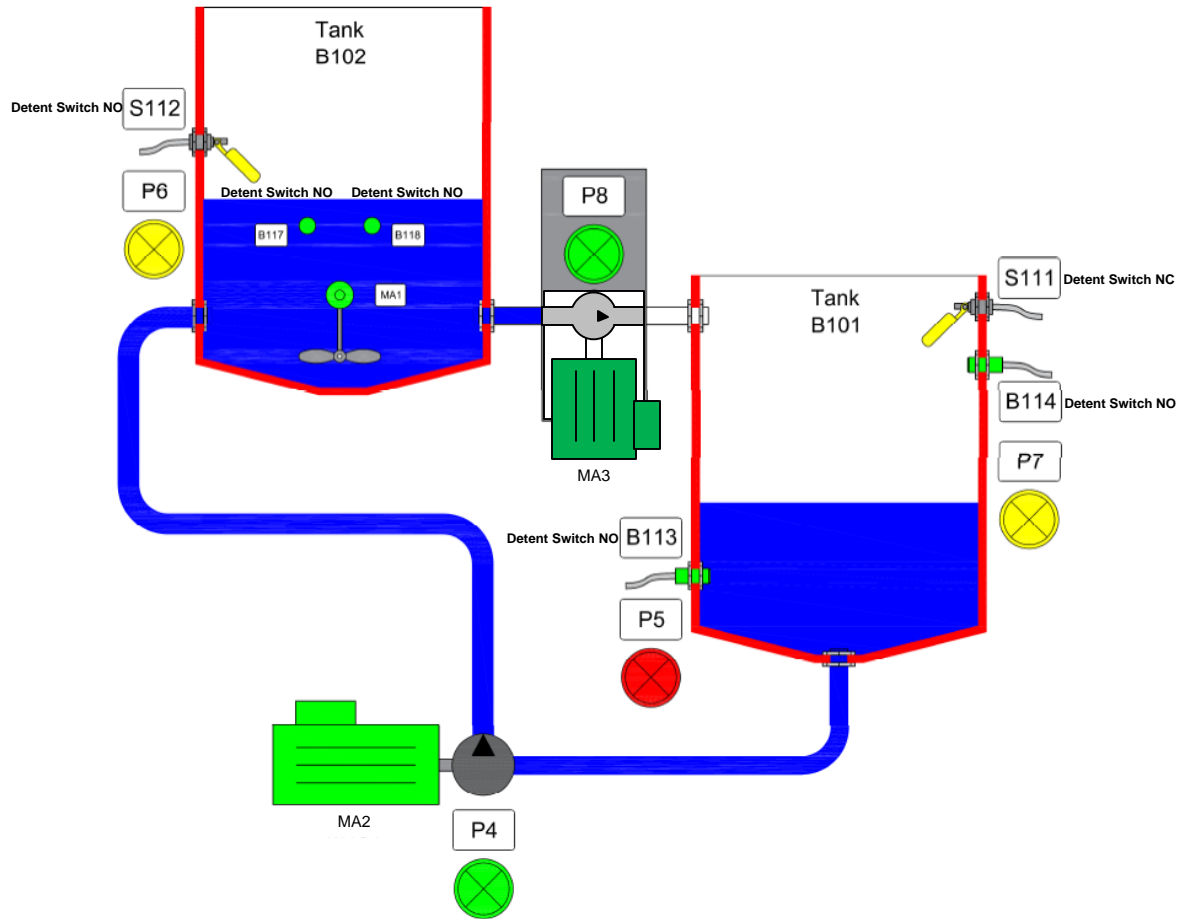 Tank
B102
Detent Switch NO
S112
P6
Detent Switch NO
Detent Switch NO
B117
B118
MA1
P8
MA3
Tank
B101
S111
Detent Switch NC
B114
Detent Switch NO
P7
Detent Switch NO
B113
P5
MA2
P4